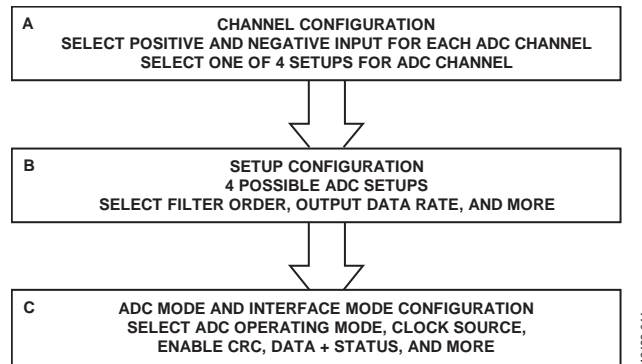 A
CHANNEL CONFIGURATION
SELECT POSITIVE AND NEGATIVE INPUT FOR EACH ADC CHANNEL
SELECT ONE OF 4 SETUPS FOR ADC CHANNEL
B
SETUP CONFIGURATION
4 POSSIBLE ADC SETUPS
SELECT FILTER ORDER, OUTPUT DATA RATE, AND MORE
C
ADC MODE AND INTERFACE MODE CONFIGURATION
SELECT ADC OPERATING MODE, CLOCK SOURCE,
ENABLE CRC, DATA + STATUS, AND MORE